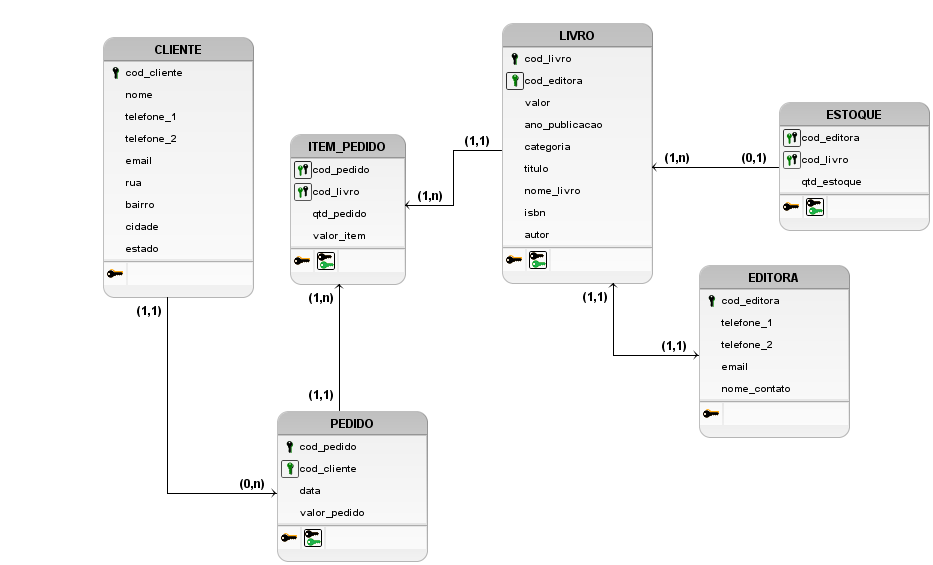 CLIENTE
cod_cliente
nome
telefone_1
telefone_2
email
rua
bairro
cidade
estado
(1,1)
(0,n)
ITEM_PEDIDO
cod_pedido
cod_livro
qtd_pedido
valor_item
(1,n)
(1,1)
PEDIDO
cod_pedido
cod_cliente
data
valor_pedido
(1,1)
(1,n)
LIVRO
cod_livro
cod_editora
valor
ano_publicacao
categoria
titulo
nome_livro
isbn
autor
(1,n)
(0,1)
ESTOQUE
cod_editora
cod_livro
qtd_estoque
(1,1)
(1,1)
EDITORA
cod_editora
telefone_1
telefone_2
email
nome_contato